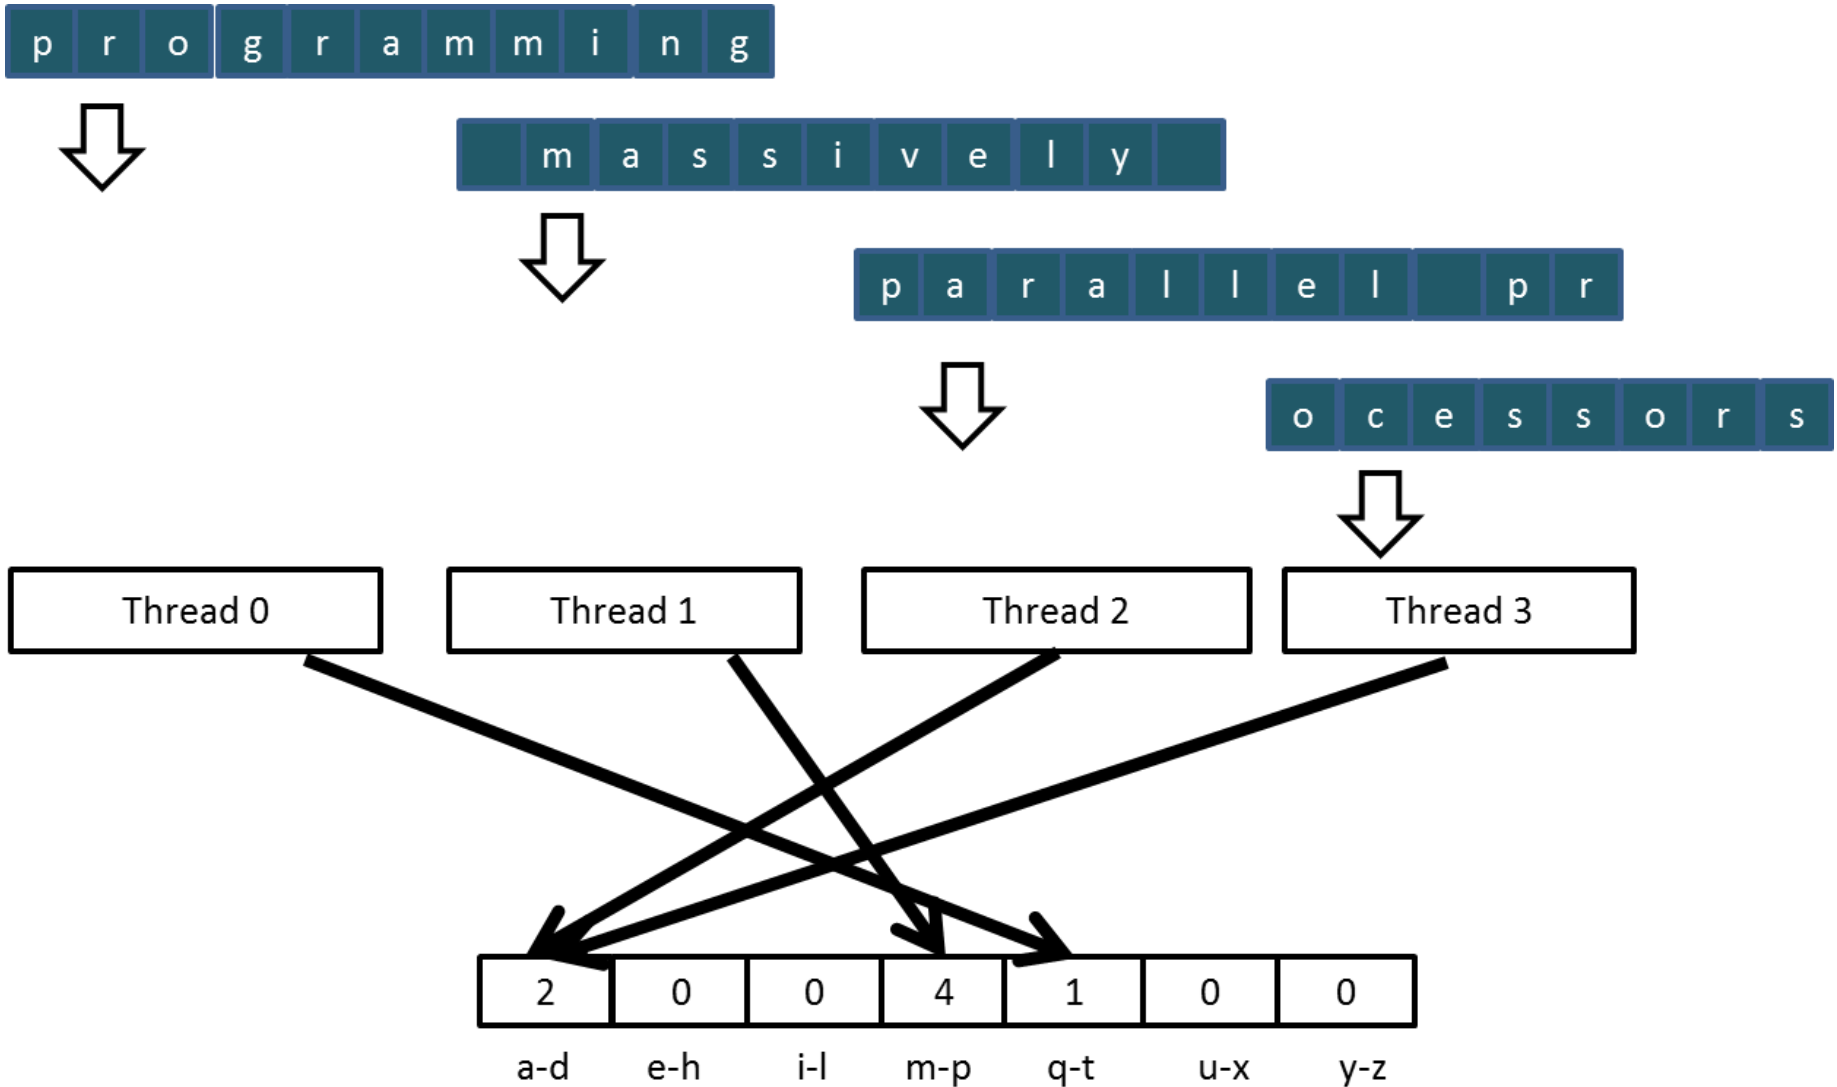 p r o g r a m m i n g
m a s s i v e l y
p a r a l l e l p r
o c e s s o r s
Thread 0 Thread 1 Thread 2 Thread 3
2 0 0 4 1 0 0
a-d e-h i-l m-p q-t u-x y-z